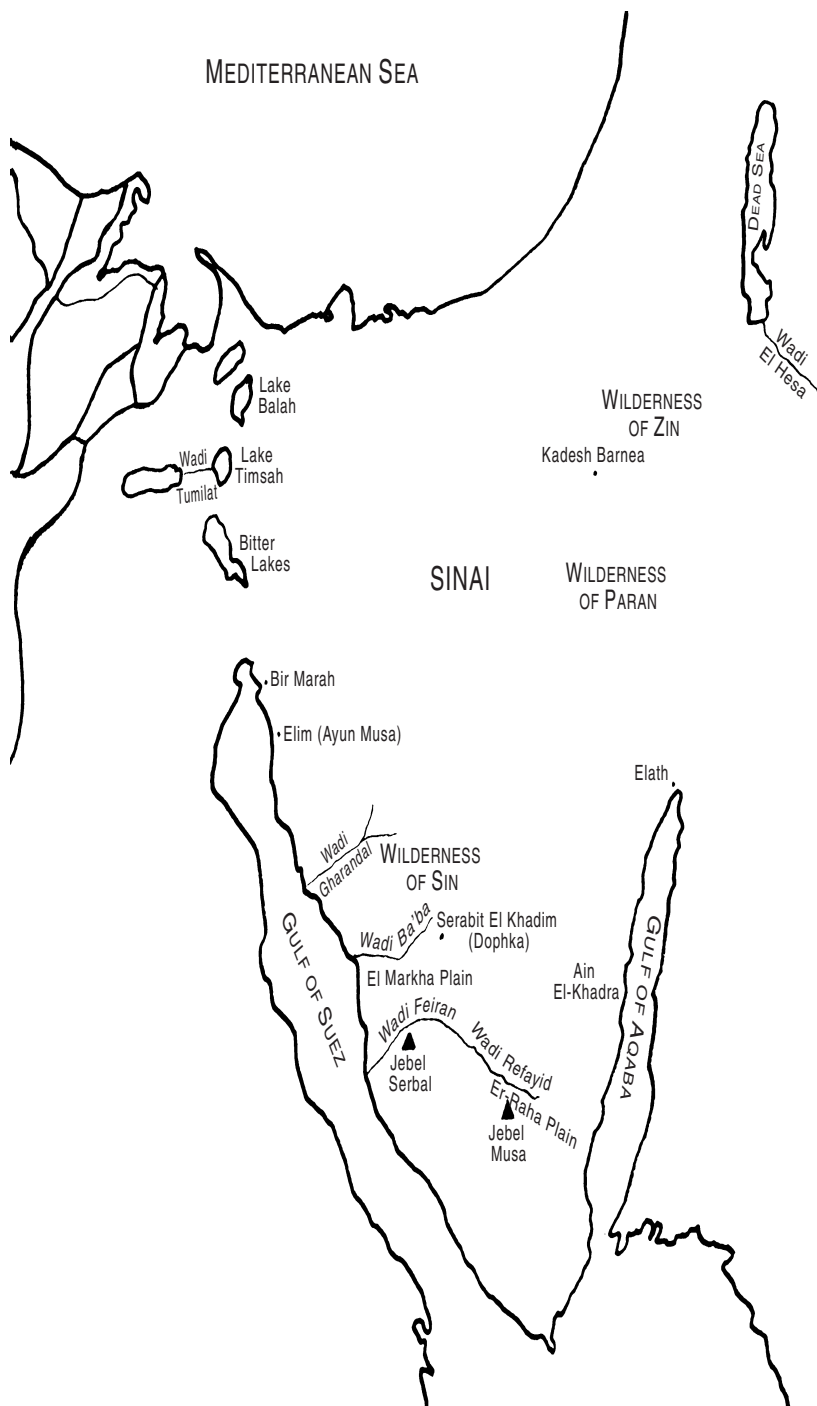 MEDITERRANEAN SEA
DEAD SEA
Wadi
El Hesa
Lake
Balah
WILDERNESS
OF ZIN
Kadesh Barnea
Wadi
Tumilat
Lake
Timsah
Bitter
Lakes
SINAI
WILDERNESS
OF PARAN
Bir Marah
Elim (Ayun Musa)
Elath
Wadi
Gharandal
WILDERNESS
OF SIN
Wadi Ba'ba
Serabit El Khadim
(Dophka)
GULF OF SUEZ
El Markha Plain
Ain
El-Khadra
GULF OF AQABA
Wadi Feiran
Wadi Refayid
Jebel
Serbal
Er-Raha Plain
Jebel
Musa